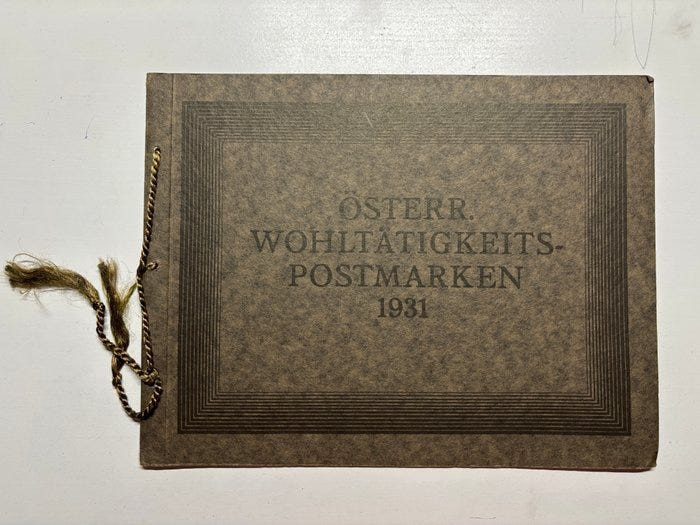 ÖSTERR.
WOHLTÄTIGKEITS-
POSTMARKEN
1931